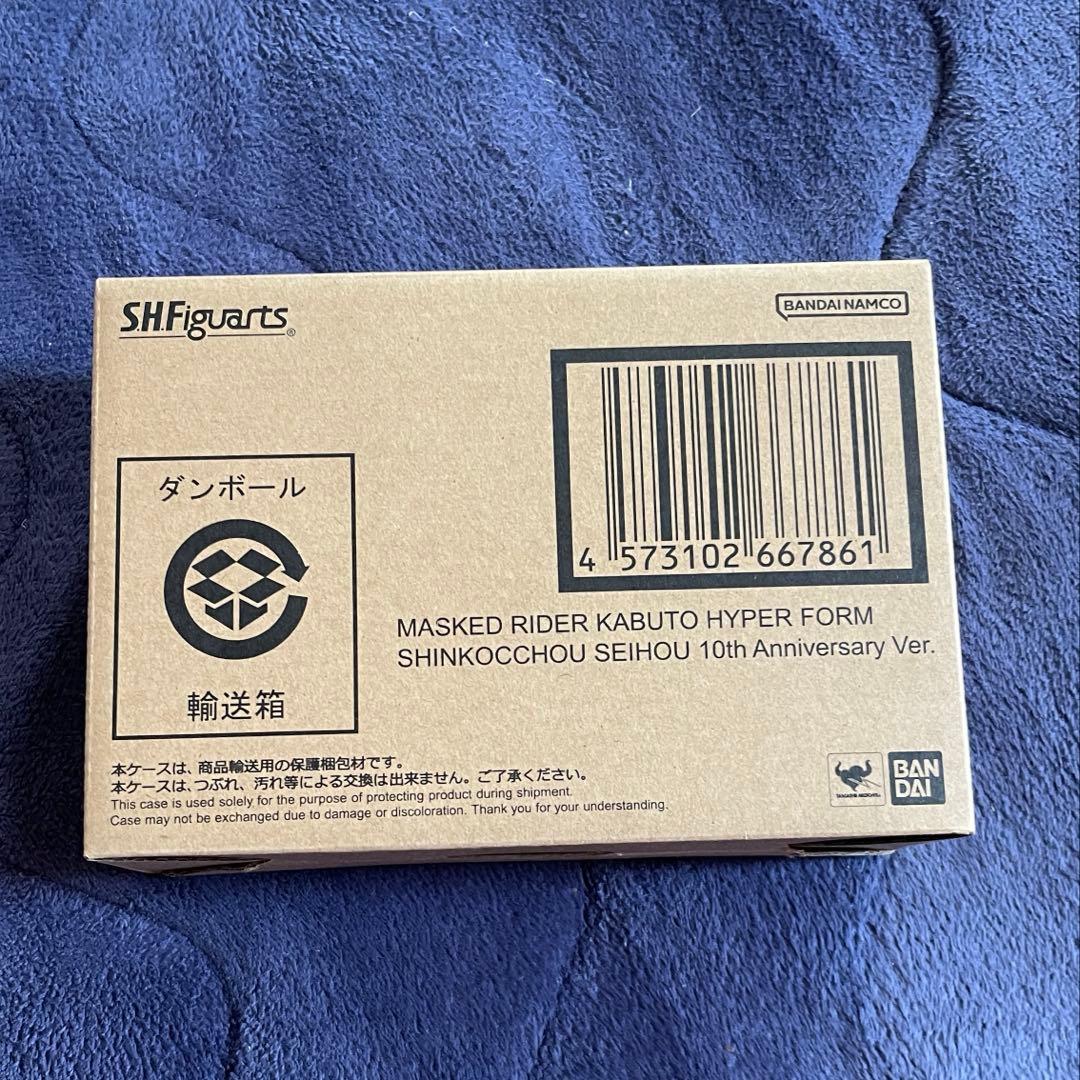 S.H.Figuarts®
BANDAI NAMCO
4 573102 667861
ダンボール
輸送箱
MASKED RIDER KABUTO HYPER FORM
SHINKOCCHOU SEIHOU 10th Anniversary Ver.
本ケースは、商品輸送用の保護梱包材です。
本ケースは、つぶれ、汚れ等による交換は出来ません。ご了承ください。
This case is used solely for the purpose of protecting product during shipment.
Case may not be exchanged due to damage or discoloration. Thank you for your understanding.
TAMASHII NATIONS
BAN
DAI